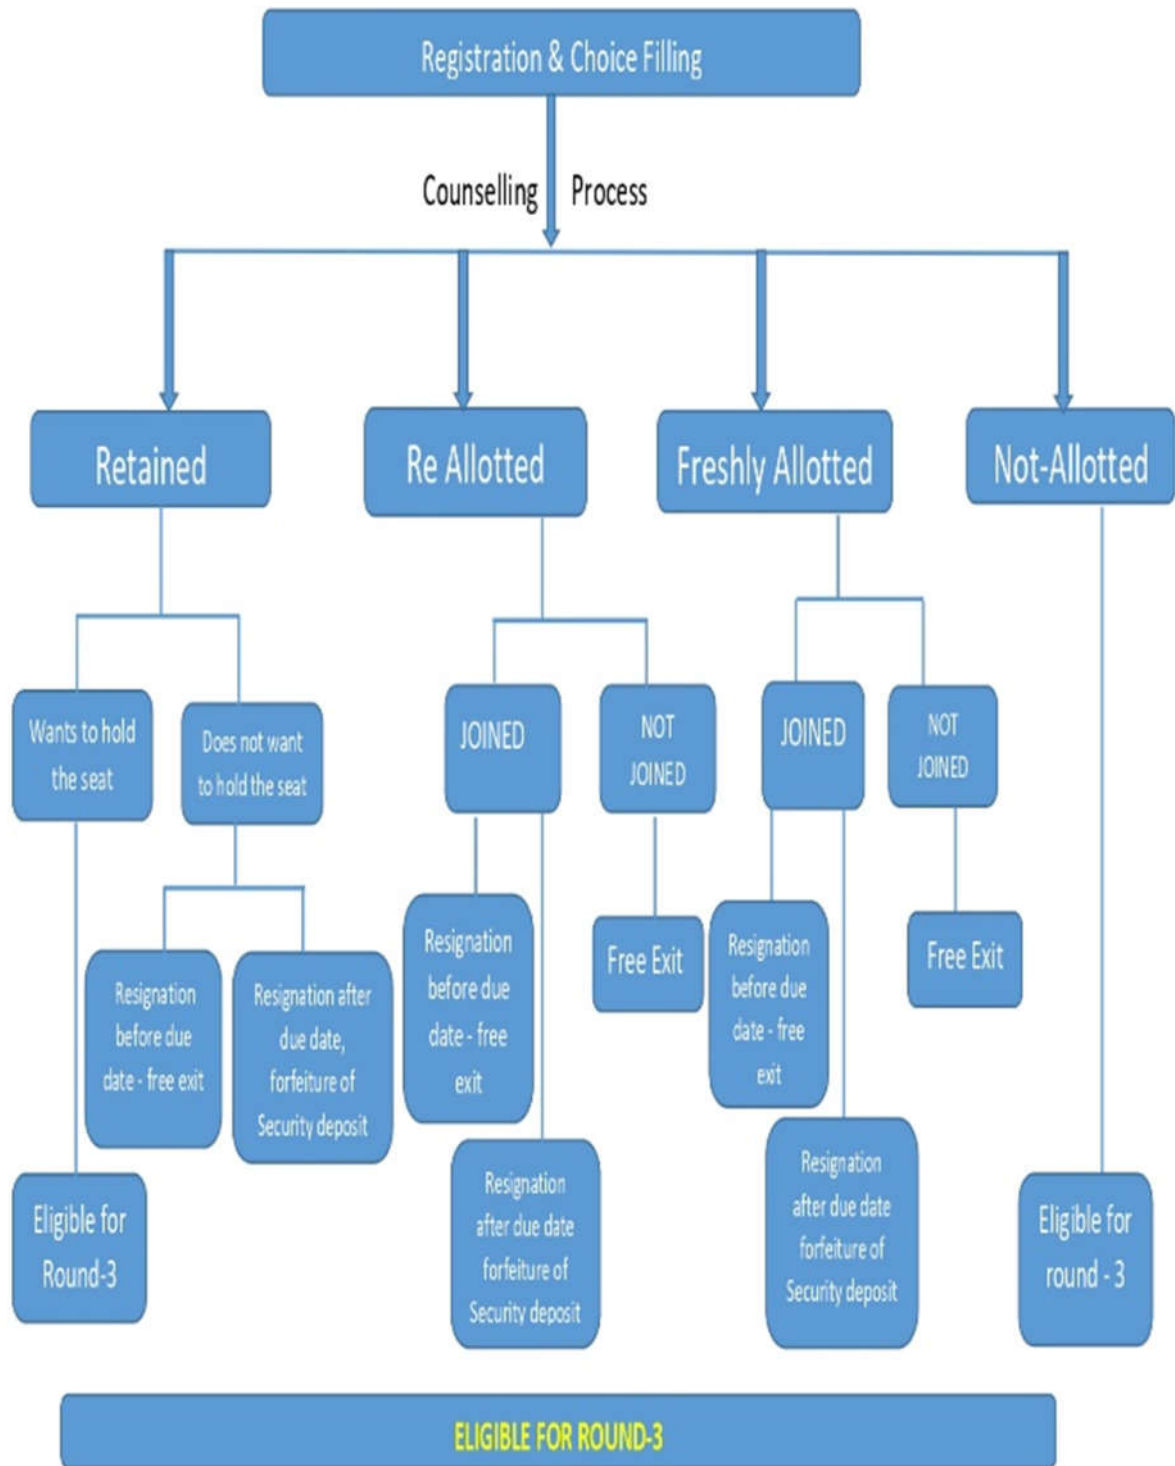 Registration & Choice Filling
Counselling Process
Retained
Re Allotted
Freshly Allotted
Not-Allotted
Wants to hold
the seat
Does not want
to hold the seat
JOINED
NOT
JOINED
JOINED
NOT
JOINED
Resignation
before due
date - free exit
Resignation after
due date,
forfeiture of
Security deposit
Resignation
before due
date - free
exit
Free Exit
Resignation
before due
date - free
exit
Free Exit
Eligible for
Round-3
Resignation
after due date
forfeiture of
Security deposit
Resignation
after due date
forfeiture of
Security deposit
Eligible for
round - 3
ELIGIBLE FOR ROUND-3